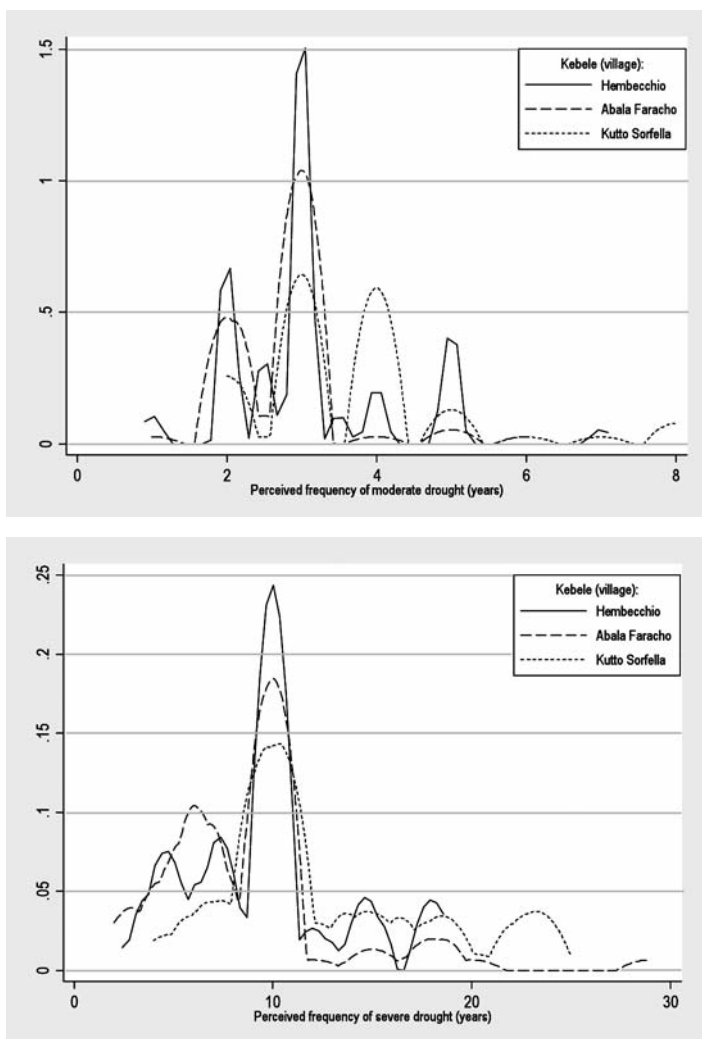 1.5
1
.5
0
Kebele (village):
Hembecchio
Abala Faracho
Kutto Sorfella
0 2 4 6 8
Perceived frequency of moderate drought (years)
.25
.2
.15
.1
.05
0
Kebele (village):
Hembecchio
Abala Faracho
Kutto Sorfella
0 10 20 30
Perceived frequency of severe drought (years)